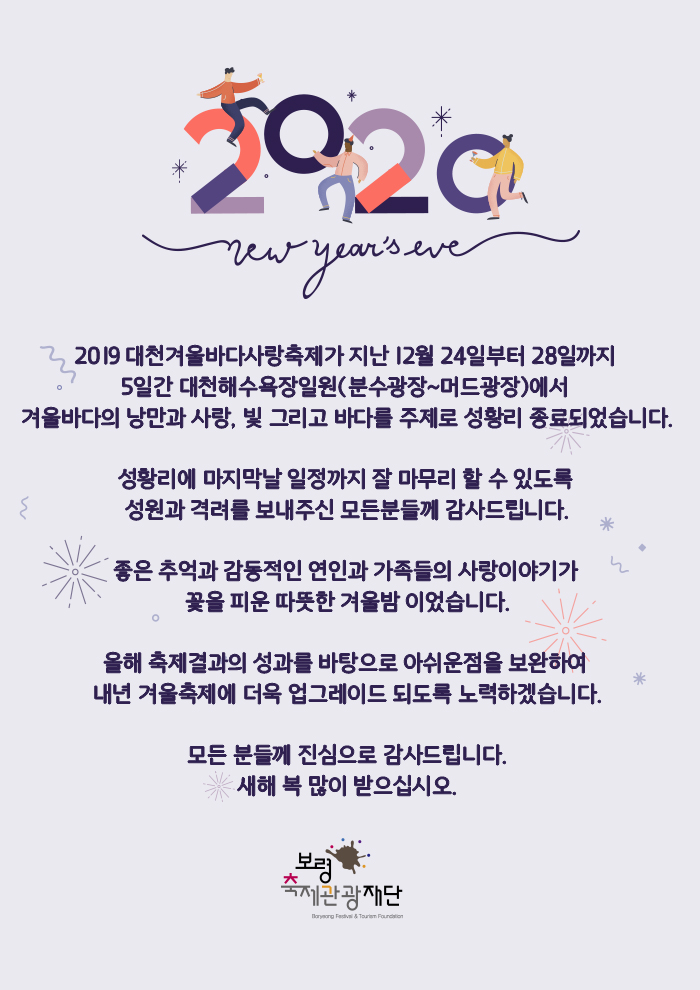 2020
new year's eve
2019 대천겨울바다사랑축제가 지난 12월 24일부터 28일까지
5일간 대천해수욕장일원(분수광장~머드광장)에서
겨울바다의 낭만과 사랑, 빛 그리고 바다를 주제로 성황리 종료되었습니다.
성황리에 마지막날 일정까지 잘 마무리 할 수 있도록
성원과 격려를 보내주신 모든분들께 감사드립니다.
좋은 추억과 감동적인 연인과 가족들의 사랑이야기가
꽃을 피운 따뜻한 겨울밤 이었습니다.
올해 축제결과의 성과를 바탕으로 아쉬운점을 보완하여
내년 겨울축제에 더욱 업그레이드 되도록 노력하겠습니다.
모든 분들께 진심으로 감사드립니다.
새해 복 많이 받으십시오.
보령
축제관광재단
Boryeong Festival & Tourism Foundation